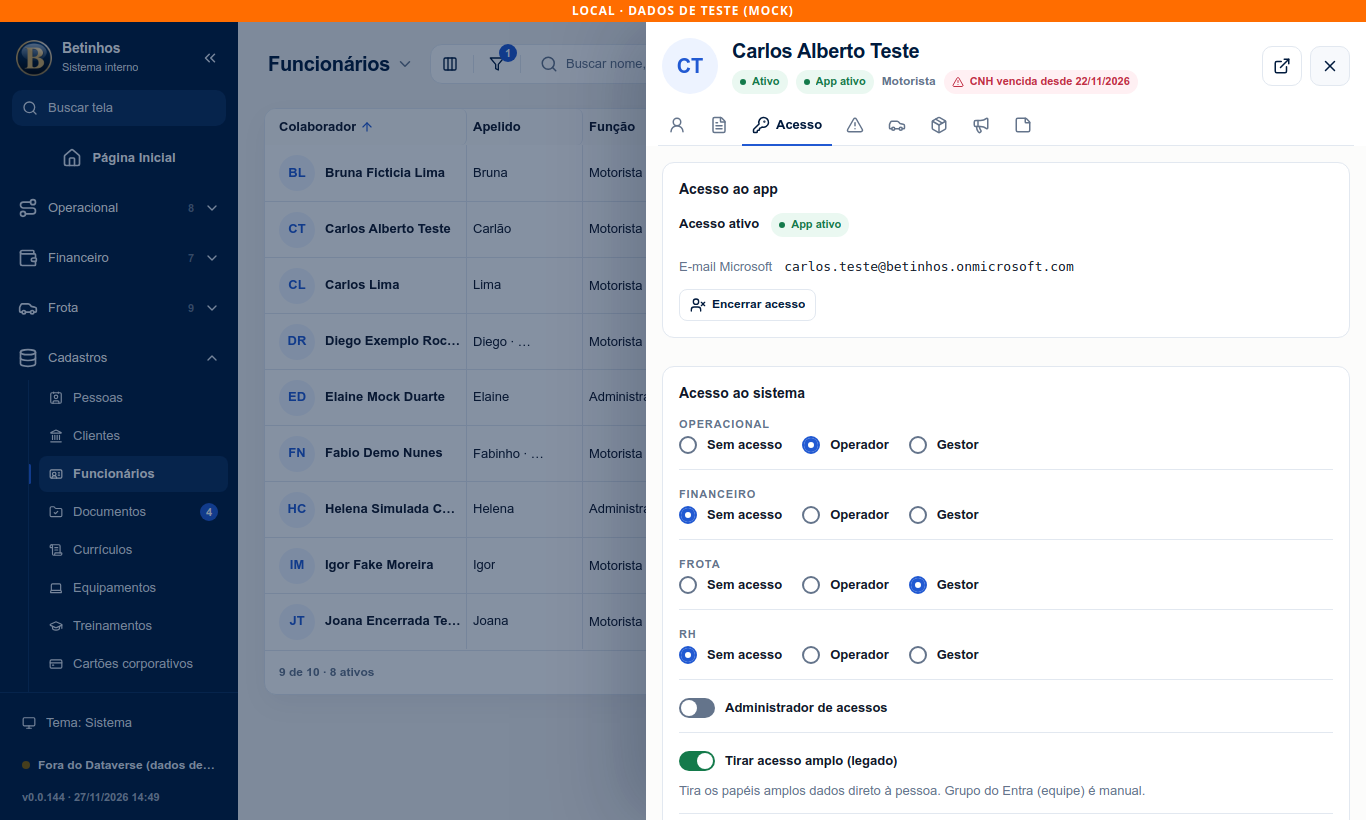 LOCAL · DADOS DE TESTE (MOCK)
Betinhos
Sistema interno
Buscar tela
Página Inicial
Operacional 8
Financeiro 7
Frota 9
Cadastros
Pessoas
Clientes
Funcionários
Documentos 4
Currículos
Equipamentos
Treinamentos
Cartões corporativos
Tema: Sistema
Fora do Dataverse (dados de...
v0.0.144 · 27/11/2026 14:49
Funcionários
1
Buscar nome,
Colaborador Apelido Função
BL Bruna Ficticia Lima Bruna Motorista
CT Carlos Alberto Teste Carlão Motorista
CL Carlos Lima Lima Motorista
DR Diego Exemplo Roc... Diego · ... Motorista
ED Elaine Mock Duarte Elaine Administra
FN Fabio Demo Nunes Fabinho · ... Motorista
HC Helena Simulada C... Helena Administra
IM Igor Fake Moreira Igor Motorista
JT Joana Encerrada Te... Joana Motorista
9 de 10 · 8 ativos
CT
Carlos Alberto Teste
Ativo App ativo Motorista CNH vencida desde 22/11/2026
Acesso
Acesso ao app
Acesso ativo App ativo
E-mail Microsoft carlos.teste@betinhos.onmicrosoft.com
Encerrar acesso
Acesso ao sistema
OPERACIONAL
Sem acesso Operador Gestor
FINANCEIRO
Sem acesso Operador Gestor
FROTA
Sem acesso Operador Gestor
RH
Sem acesso Operador Gestor
Administrador de acessos
Tirar acesso amplo (legado)
Tira os papéis amplos dados direto à pessoa. Grupo do Entra (equipe) é manual.